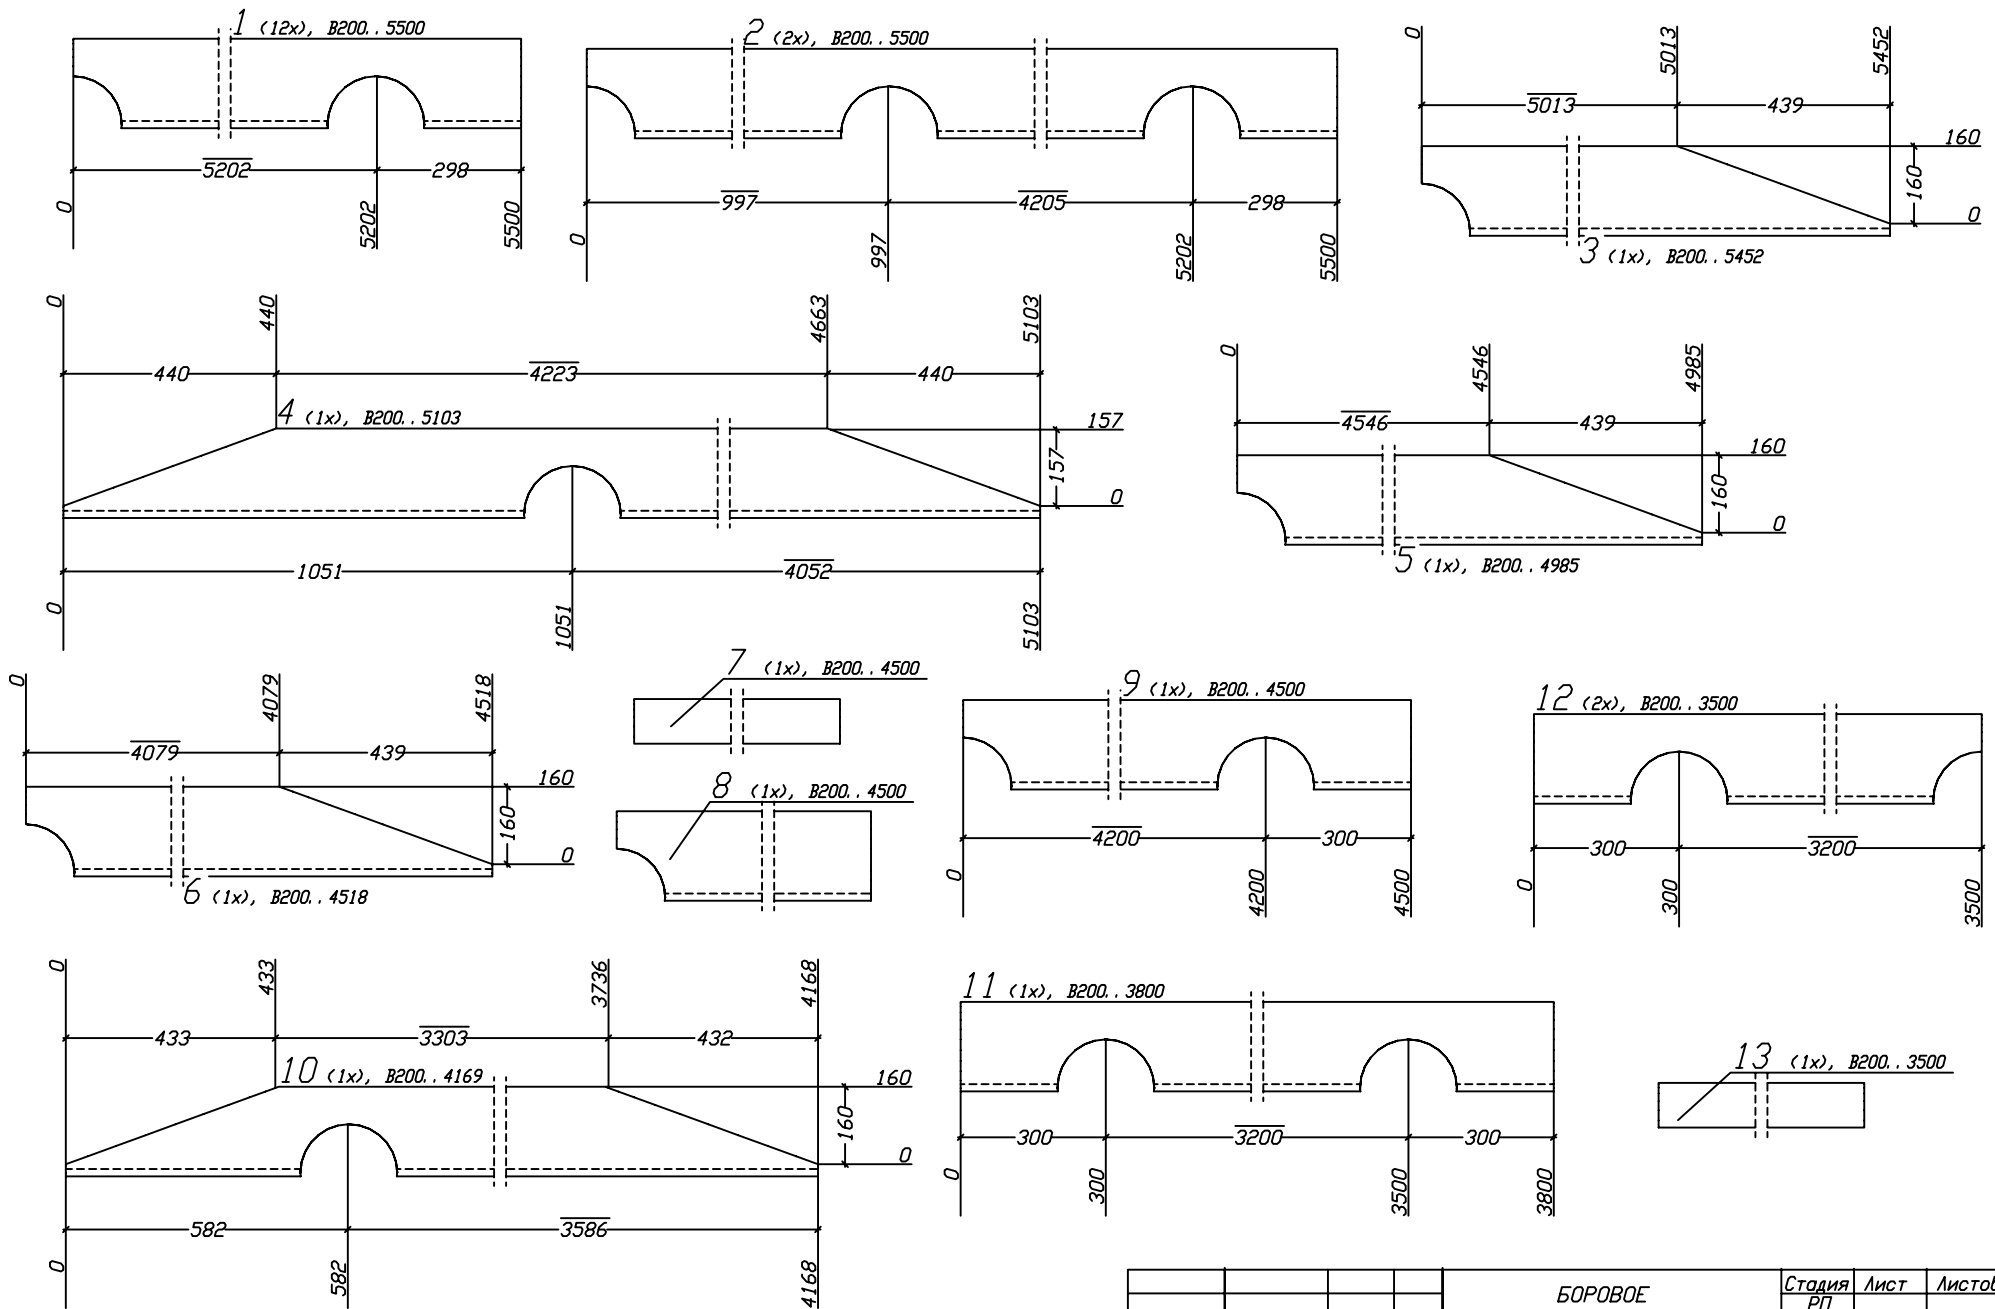 1 (12x), B200..5500
5202 298
0 5202 5500
2 (2x), B200..5500
997 4205 298
0 997 5202 5500
0 5013 5452
5013 439
160
160
0
3 (1x), B200..5452
0 440 4663 5103
440 4223 440
4 (1x), B200..5103
157
157
0
1051 4052
0 1051 5103
0 4546 4985
4546 439
160
160
0
5 (1x), B200..4985
0 4079 4518
4079 439
160
160
0
6 (1x), B200..4518
7 (1x), B200..4500
8 (1x), B200..4500
9 (1x), B200..4500
4200 300
0 4200 4500
12 (2x), B200..3500
300 3200
0 300 3500
0 433 3736 4168
433 3303 432
10 (1x), B200..4169
160
160
0
582 3586
0 582 4168
11 (1x), B200..3800
300 3200 300
0 300 3500 3800
13 (1x), B200..3500
БОРОВОЕ
Стадия Лист Листов
РП